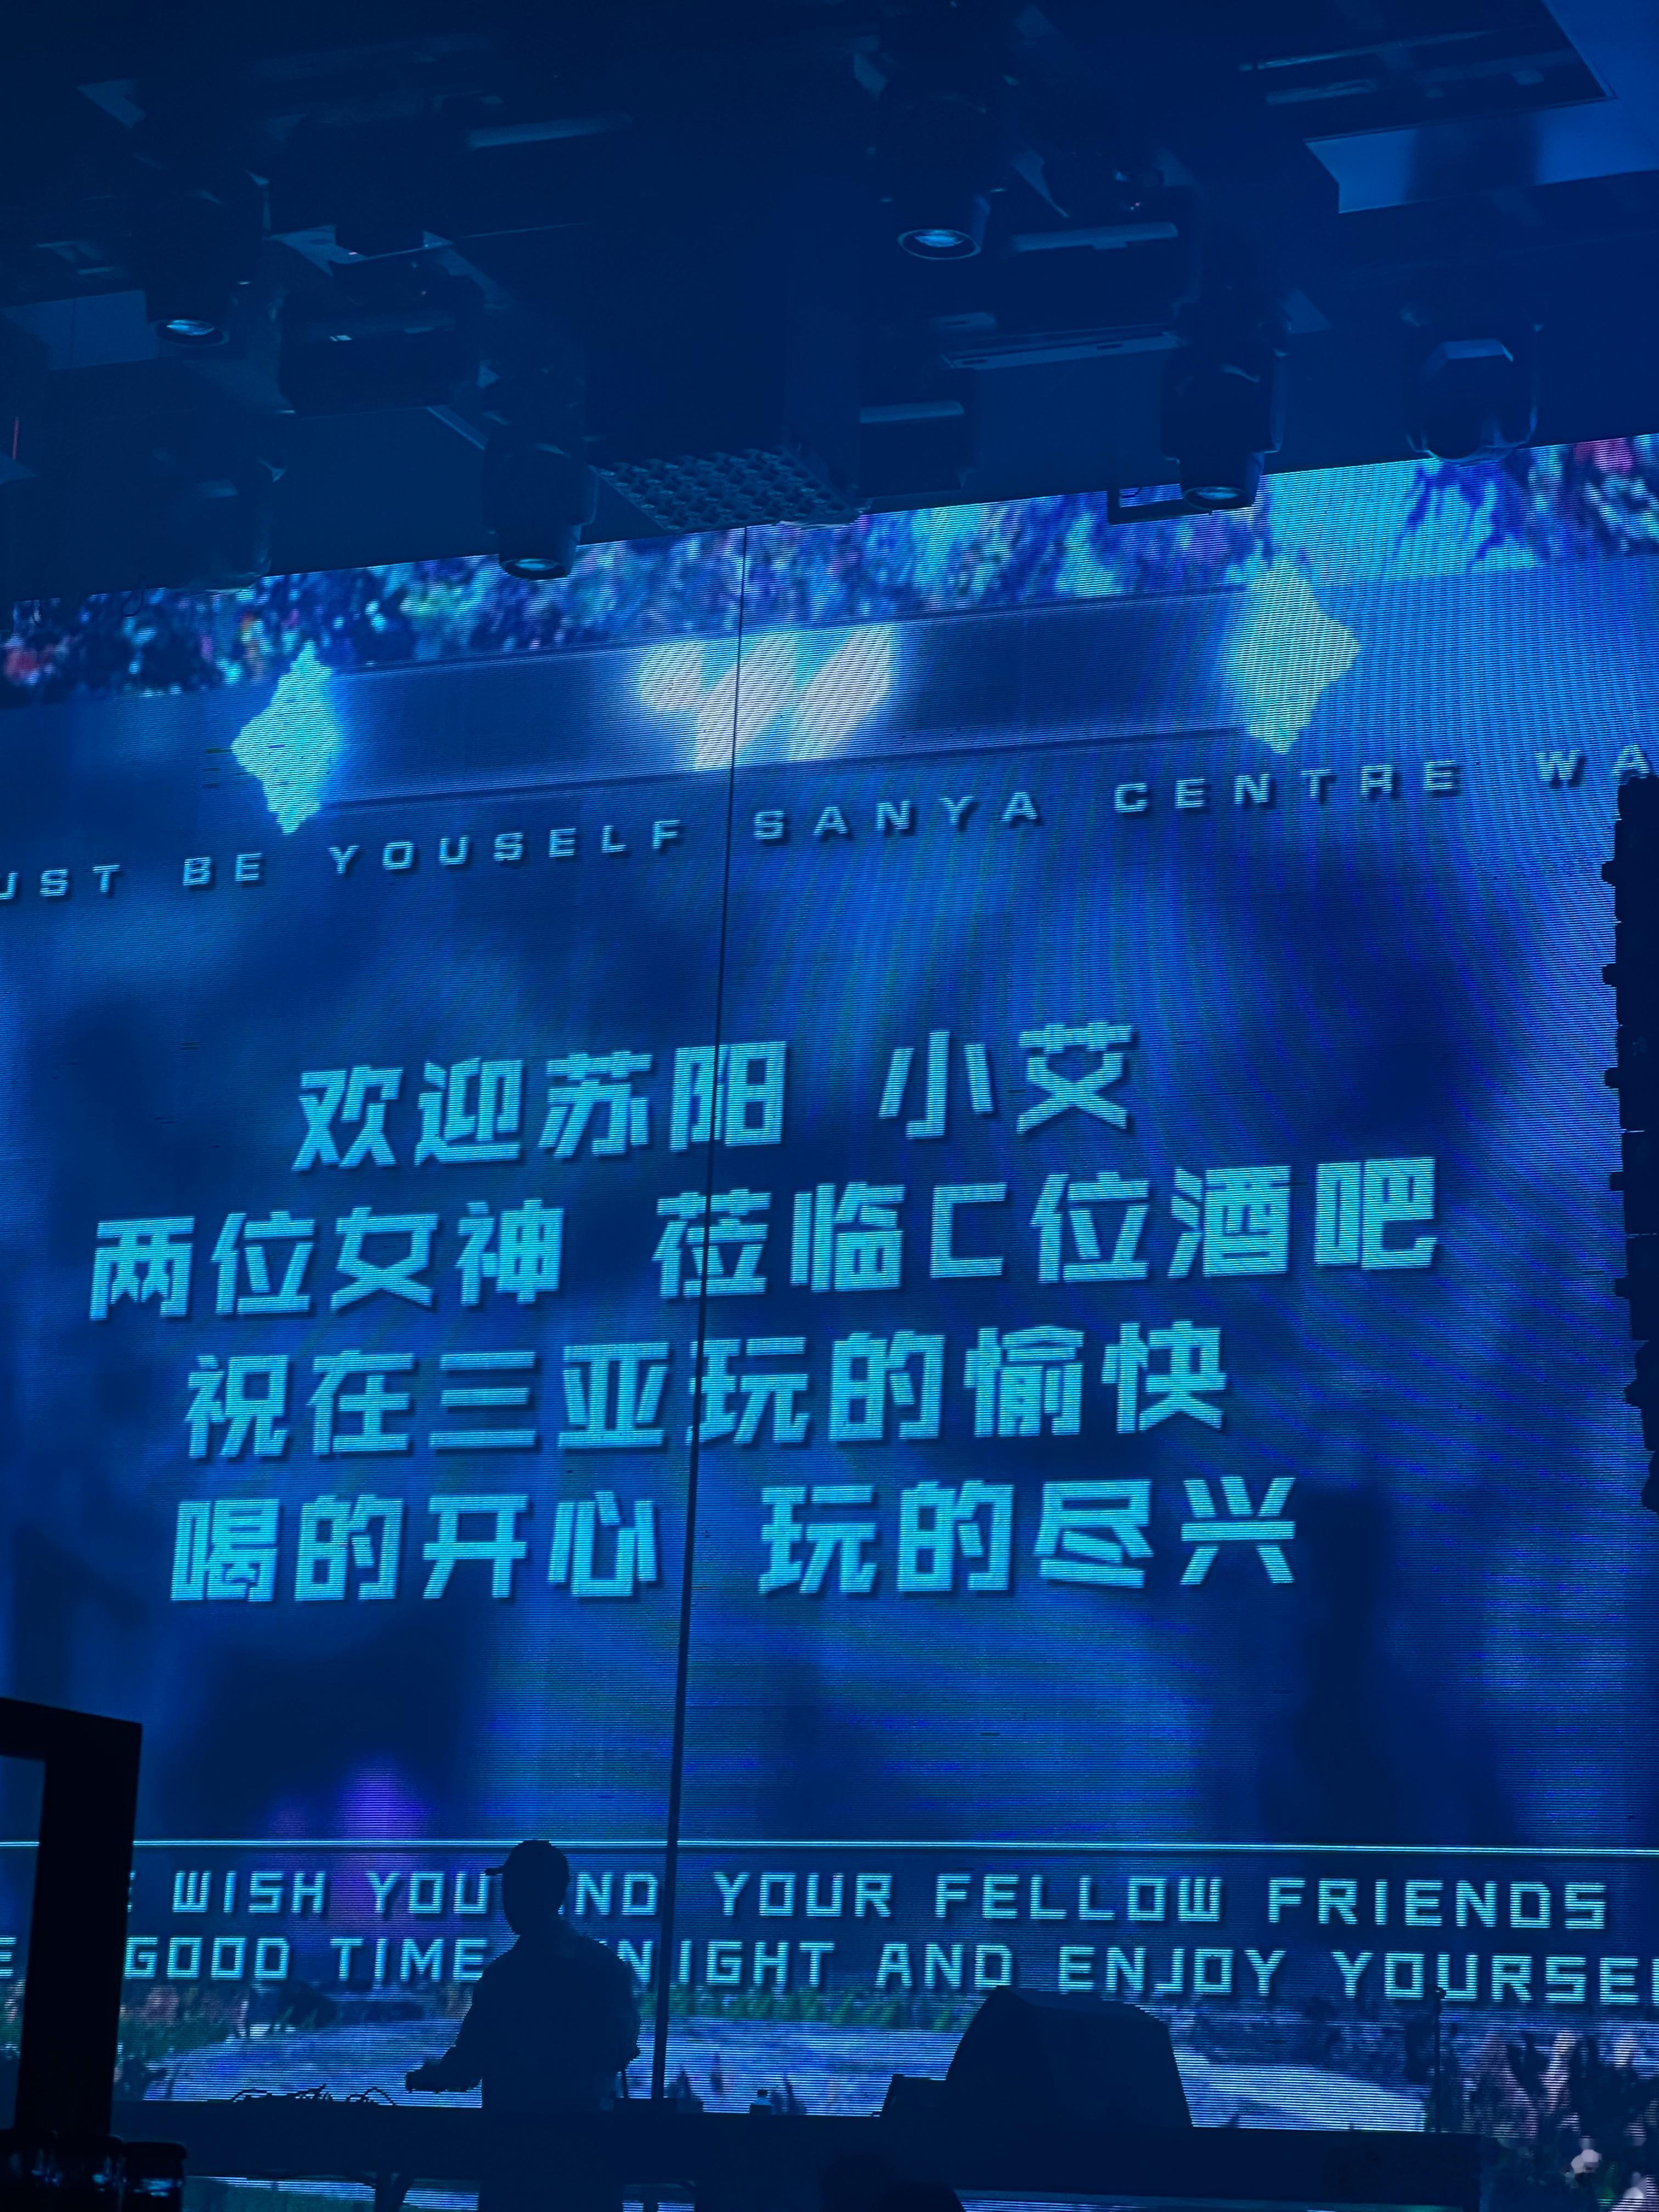 UST BE YOUSELF SANYA CENTRE WA
欢迎苏阳 小艾
两位女神 莅临C位酒吧
祝在三亚玩的愉快
喝的开心 玩的尽兴
WISH YOU ND YOUR FELLOW FRIENDS
E GOOD TIME NIGHT AND ENJOY YOURSE